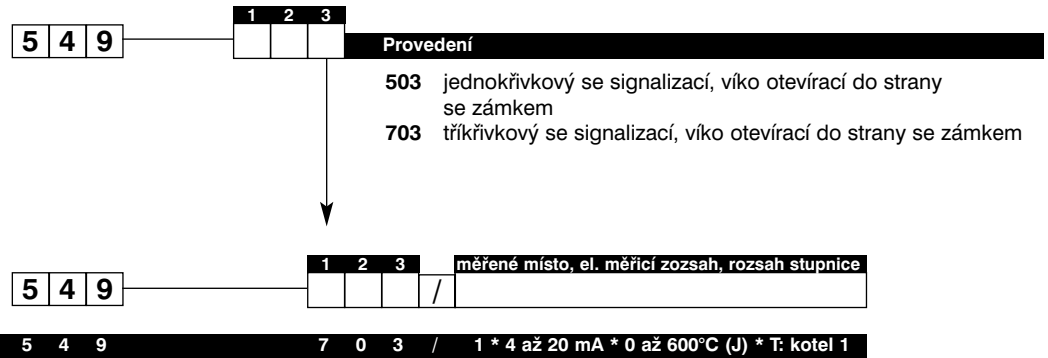 1 2 3
5 4 9 Provedení
503 jednokřivkový se signalizací, víko otevírací do strany
se zámkem
703 tříkřivkový se signalizací, víko otevírací do strany se zámkem
1 2 3 měřené místo, el. měřicí zozsah, rozsah stupnice
5 4 9 /
5 4 9 7 0 3 / 1 * 4 až 20 mA * 0 až 600°C (J) * T: kotel 1